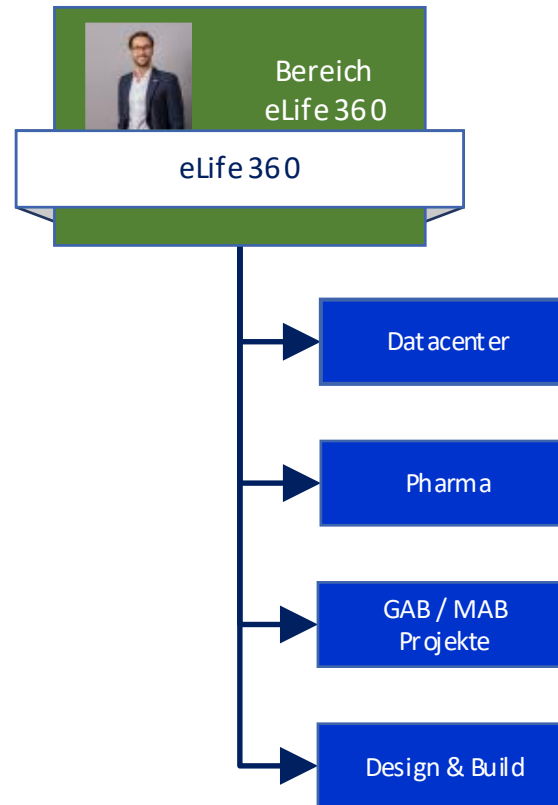 Bereich
eLife 360
eLife 360
Datacenter
Pharma
GAB / MAB
Projekte
Design & Build